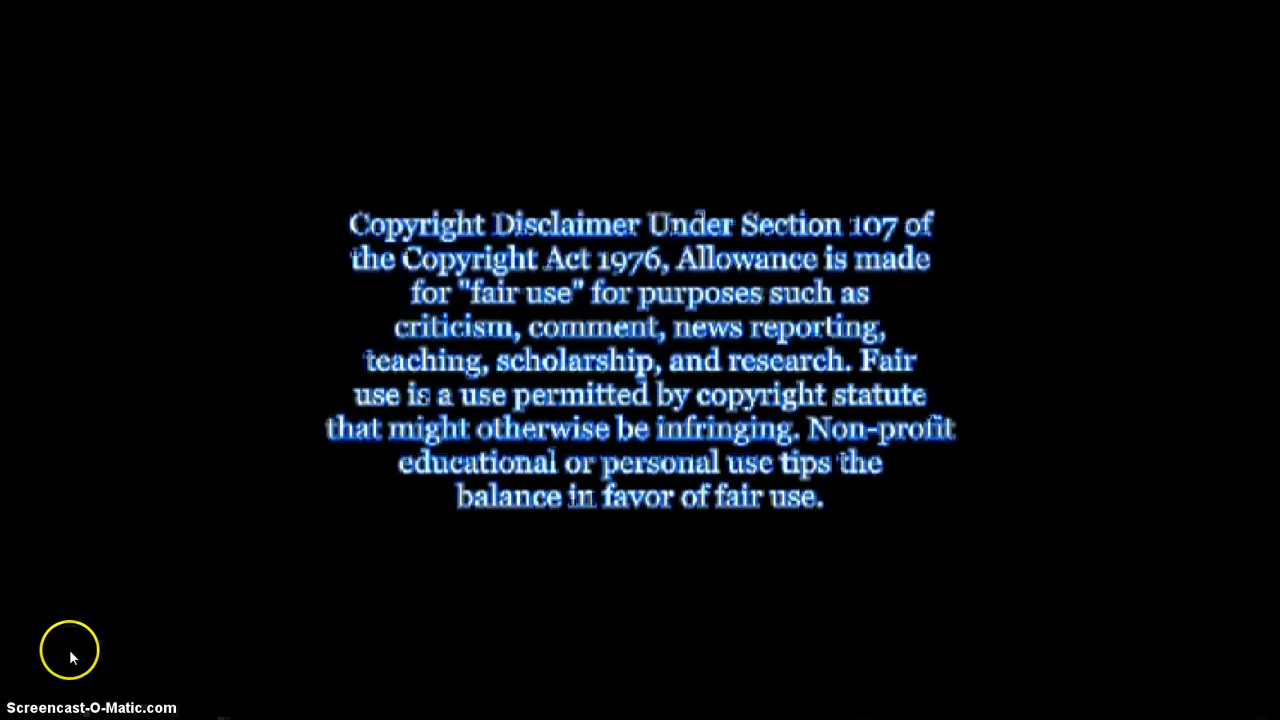 Copyright Disclaimer Under Section 107 of
the Copyright Act 1976, Allowance is made
for "fair use" for purposes such as
criticism, comment, news reporting,
teaching, scholarship, and research. Fair
use is a use permitted by copyright statute
that might otherwise be infringing. Non-profit
educational or personal use tips the
balance in favor of fair use.
Screencast-O-Matic.com